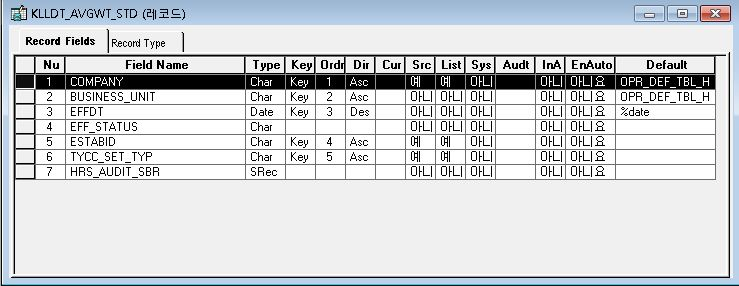 KLLDT_AVGWT_STD (레코드)
Record Fields Record Type
Nu Field Name Type Key Ordr Dir Cur Src List Sys Audt InA EnAuto Default
1 COMPANY Char Key 1 Asc 예 예 아니 아니 아니요 OPR_DEF_TBL_H
2 BUSINESS_UNIT Char Key 2 Asc 아니 아니 아니 아니 아니요 OPR_DEF_TBL_H
3 EFFDT Date Key 3 Des 아니 아니 아니 아니 아니요 %date
4 EFF_STATUS Char 아니 아니 아니 아니 아니요
5 ESTABID Char Key 4 Asc 예 예 아니 아니 아니요
6 TYCC_SET_TYP Char Key 5 Asc 예 예 아니 아니 아니요
7 HRS_AUDIT_SBR SRec 아니 아니 아니 아니 아니요